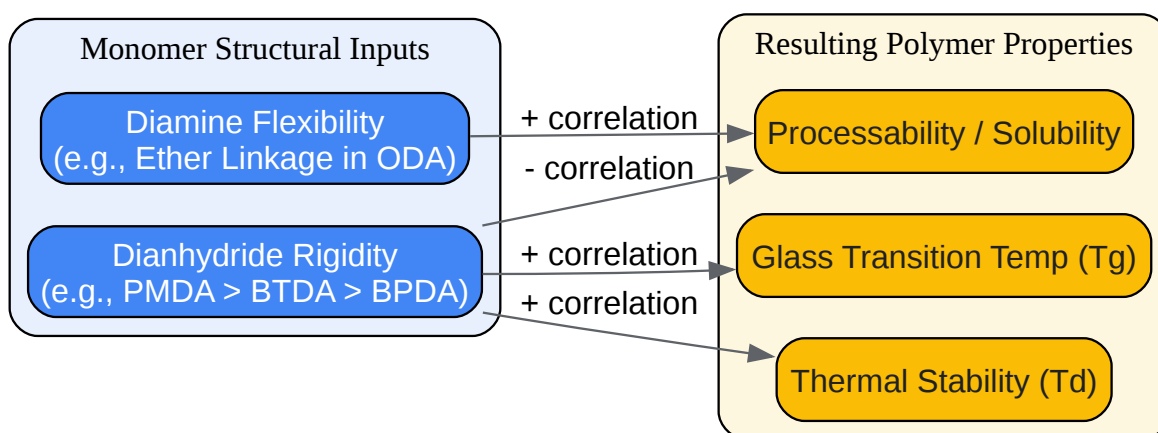 Monomer Structural Inputs
Diamine Flexibility
(e.g., Ether Linkage in ODA)
Dianhydride Rigidity
(e.g., PMDA > BTDA > BPDA)
+ correlation
- correlation
+ correlation
+ correlation
Resulting Polymer Properties
Processability / Solubility
Glass Transition Temp (Tg)
Thermal Stability (Td)